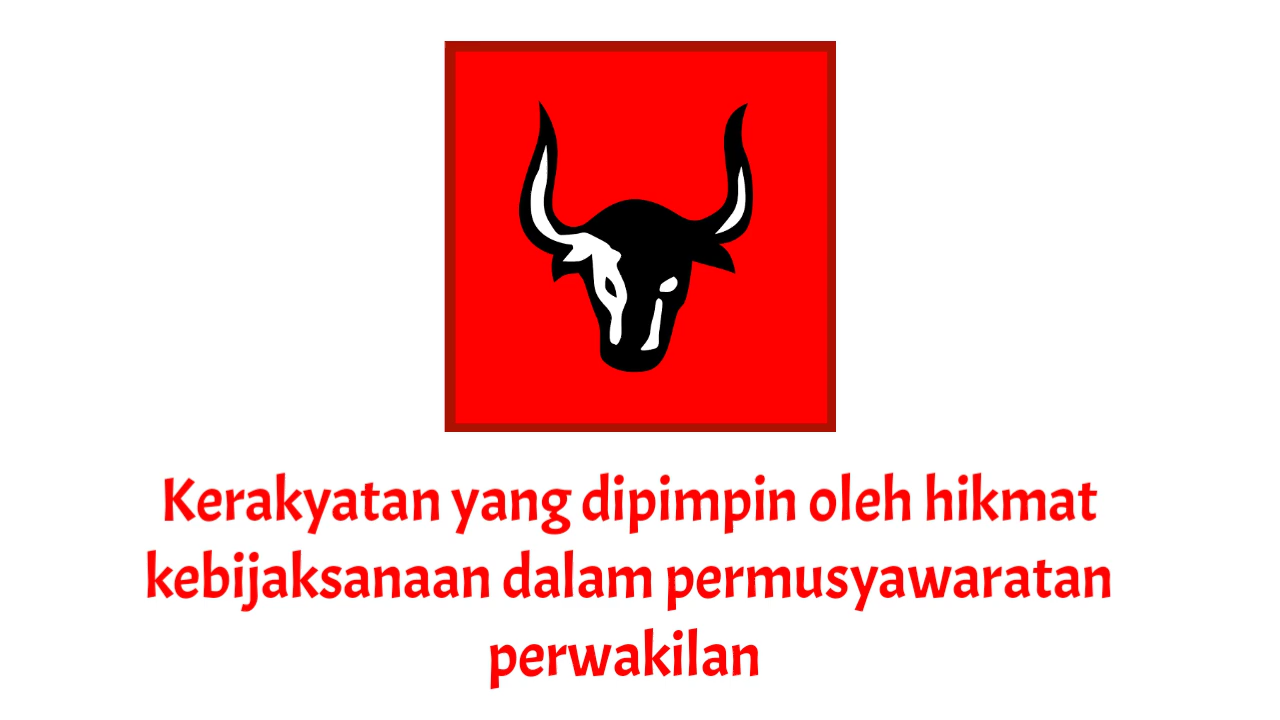 Kerakyatan yang dipimpin oleh hikmat
kebijaksanaan dalam permusyawaratan
perwakilan